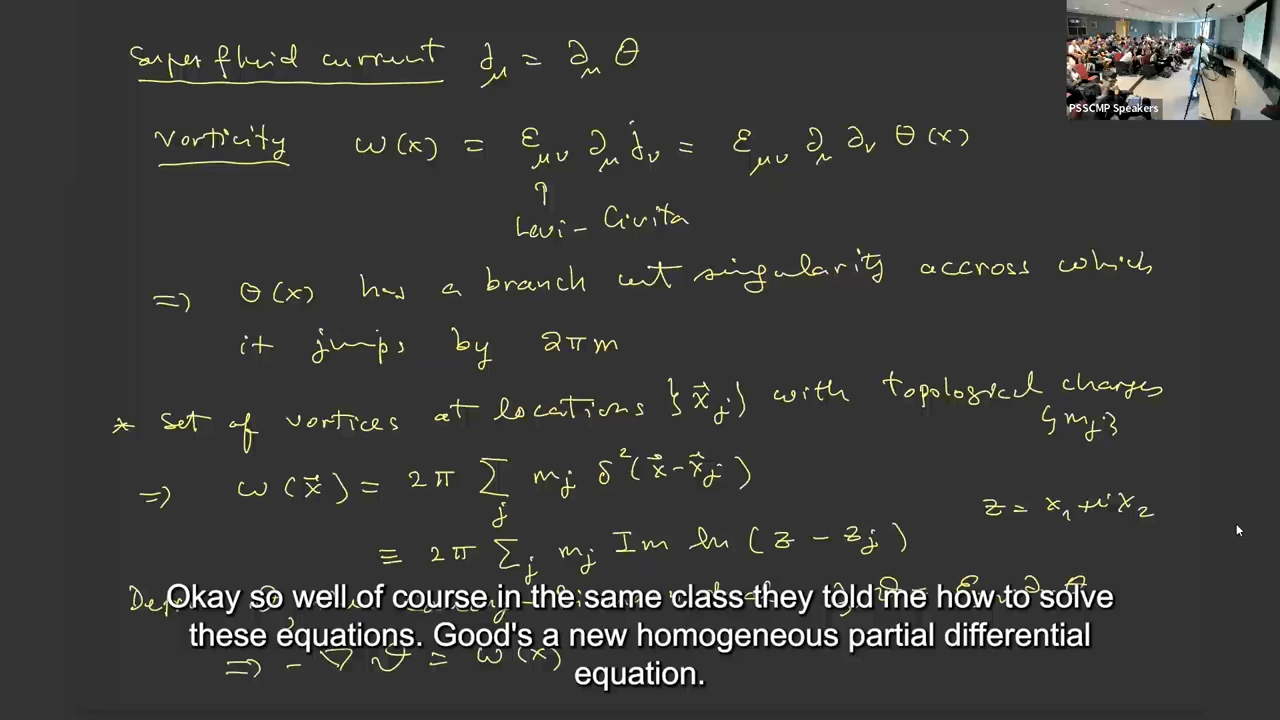 superfluid current j_μ = ∂_μ θ
PSSCMP Speakers
vorticity ω(x) = ε_μν ∂_μ j_ν = ε_μν ∂_μ ∂_ν θ(x)
↑
Levi-Civita
=> θ(x) has a branch cut singularity accross which
it jumps by 2πm
* set of vortices at locations {x⃗_j} with topological charges
{m_j}
=> ω(x⃗) = 2π Σ_j m_j δ²(x⃗-x⃗_j)
z = x₁+ix₂
≡ 2π Σ_j m_j Im ln (z - z_j)
Okay so well of course in the same class they told me how to solve
these equations. Good's a new homogeneous partial differential
equation.
=> -∇²ϑ = ω(x)